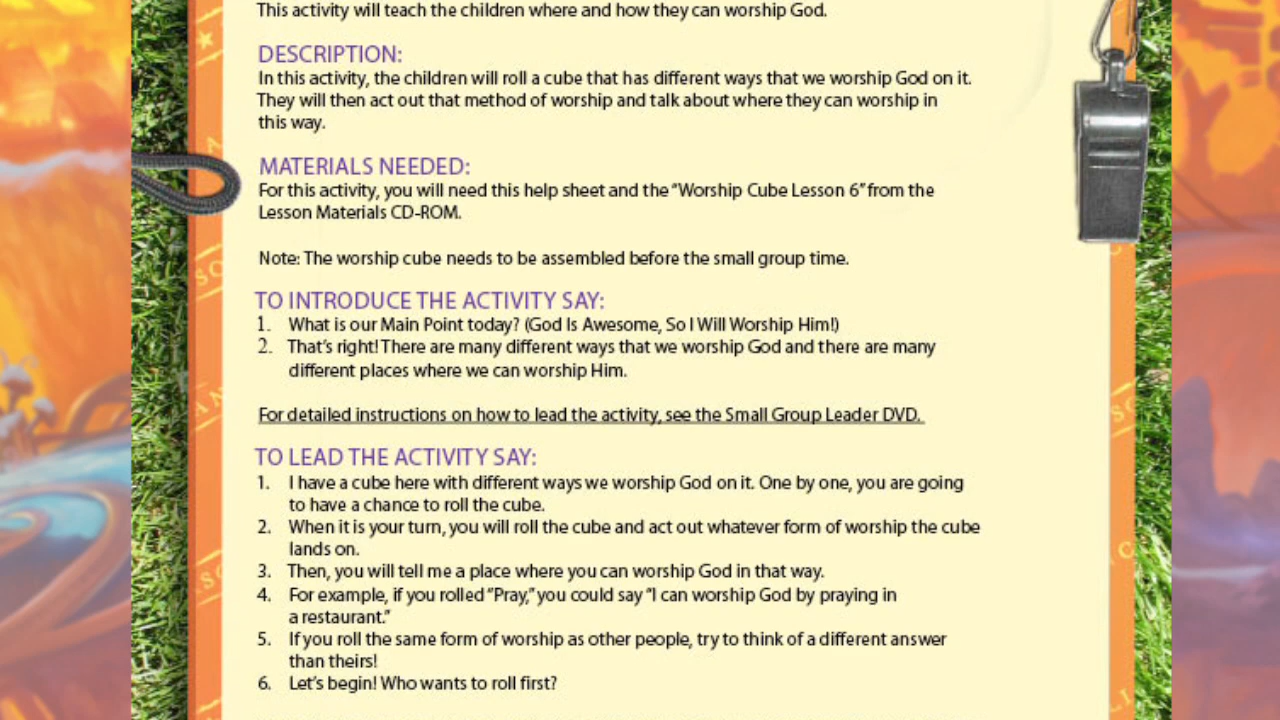 This activity will teach the children where and how they can worship God.
DESCRIPTION:
In this activity, the children will roll a cube that has different ways that we worship God on it.
They will then act out that method of worship and talk about where they can worship in
this way.
MATERIALS NEEDED:
For this activity, you will need this help sheet and the “Worship Cube Lesson 6” from the
Lesson Materials CD-ROM.
Note: The worship cube needs to be assembled before the small group time.
TO INTRODUCE THE ACTIVITY SAY:
1. What is our Main Point today? (God Is Awesome, So I Will Worship Him!)
2. That’s right! There are many different ways that we worship God and there are many
different places where we can worship Him.
For detailed instructions on how to lead the activity, see the Small Group Leader DVD.
TO LEAD THE ACTIVITY SAY:
1. I have a cube here with different ways we worship God on it. One by one, you are going
to have a chance to roll the cube.
2. When it is your turn, you will roll the cube and act out whatever form of worship the cube
lands on.
3. Then, you will tell me a place where you can worship God in that way.
4. For example, if you rolled “Pray,” you could say “I can worship God by praying in
a restaurant.”
5. If you roll the same form of worship as other people, try to think of a different answer
than theirs!
6. Let’s begin! Who wants to roll first?